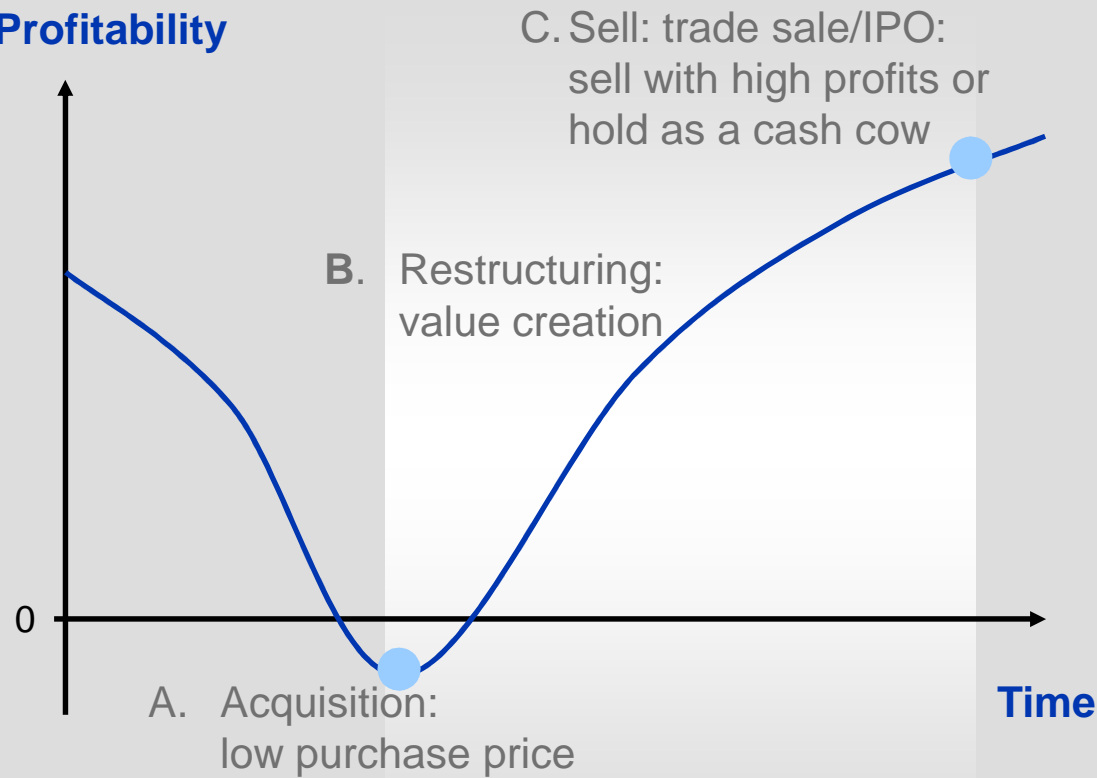 Profitability
C. Sell: trade sale/IPO:
sell with high profits or
hold as a cash cow
B. Restructuring:
value creation
0
A. Acquisition:
low purchase price
Time